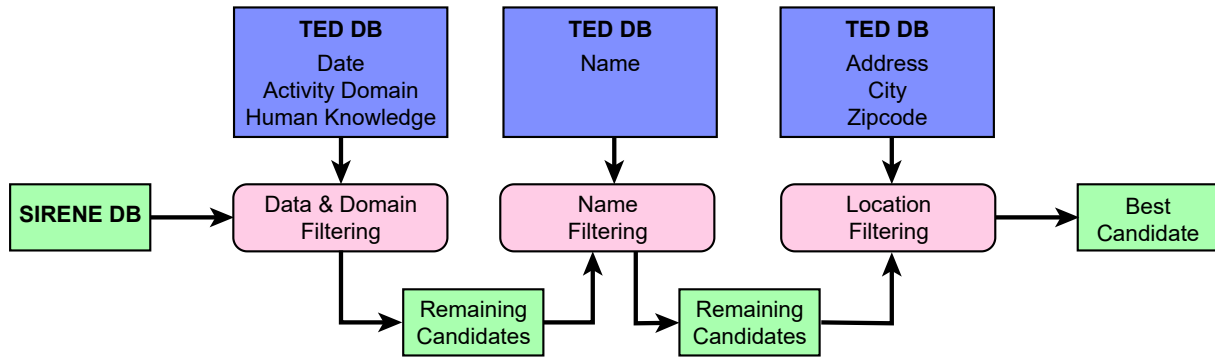 TED DB
Date
Activity Domain
Human Knowledge
TED DB
Name
TED DB
Address
City
Zipcode
SIRENE DB
Data & Domain
Filtering
Name
Filtering
Location
Filtering
Best
Candidate
Remaining
Candidates
Remaining
Candidates